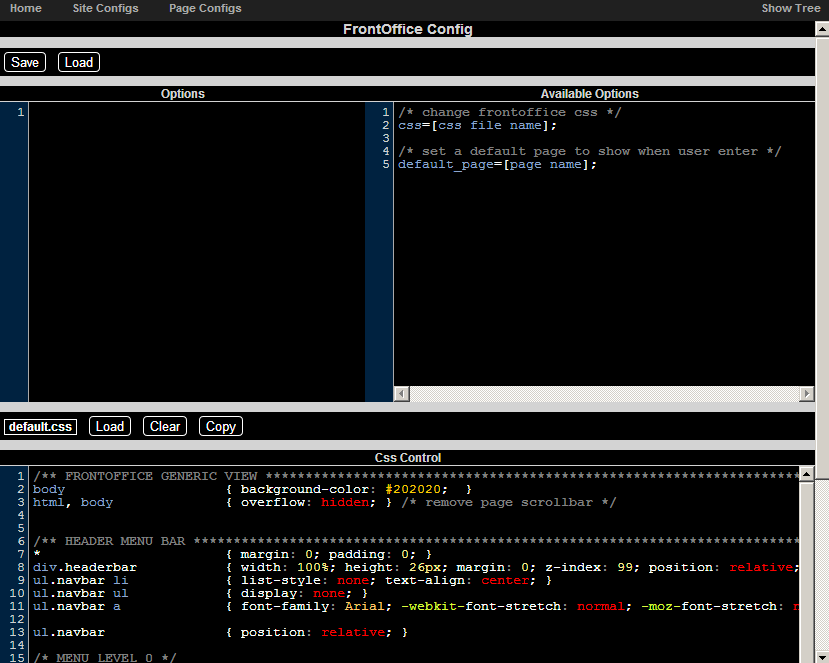 Home Site Configs Page Configs Show Tree
FrontOffice Config
Save Load
Options
1
Available Options
1 /* change frontoffice css */
2 css=[css file name];
3
4 /* set a default page to show when user enter */
5 default_page=[page name];
default.css Load Clear Copy
Css Control
1 /** FRONTOFFICE GENERIC VIEW *******************************************************************
2 body { background-color: #202020; }
3 html, body { overflow: hidden; } /* remove page scrollbar */
4
5
6 /** HEADER MENU BAR ****************************************************************************
7 * { margin: 0; padding: 0; }
8 div.headerbar { width: 100%; height: 26px; margin: 0; z-index: 99; position: relative;
9 ul.navbar li { list-style: none; text-align: center; }
10 ul.navbar ul { display: none; }
11 ul.navbar a { font-family: Arial; -webkit-font-stretch: normal; -moz-font-stretch: n
12
13 ul.navbar { position: relative; }
14
15 /* MENU LEVEL 0 */